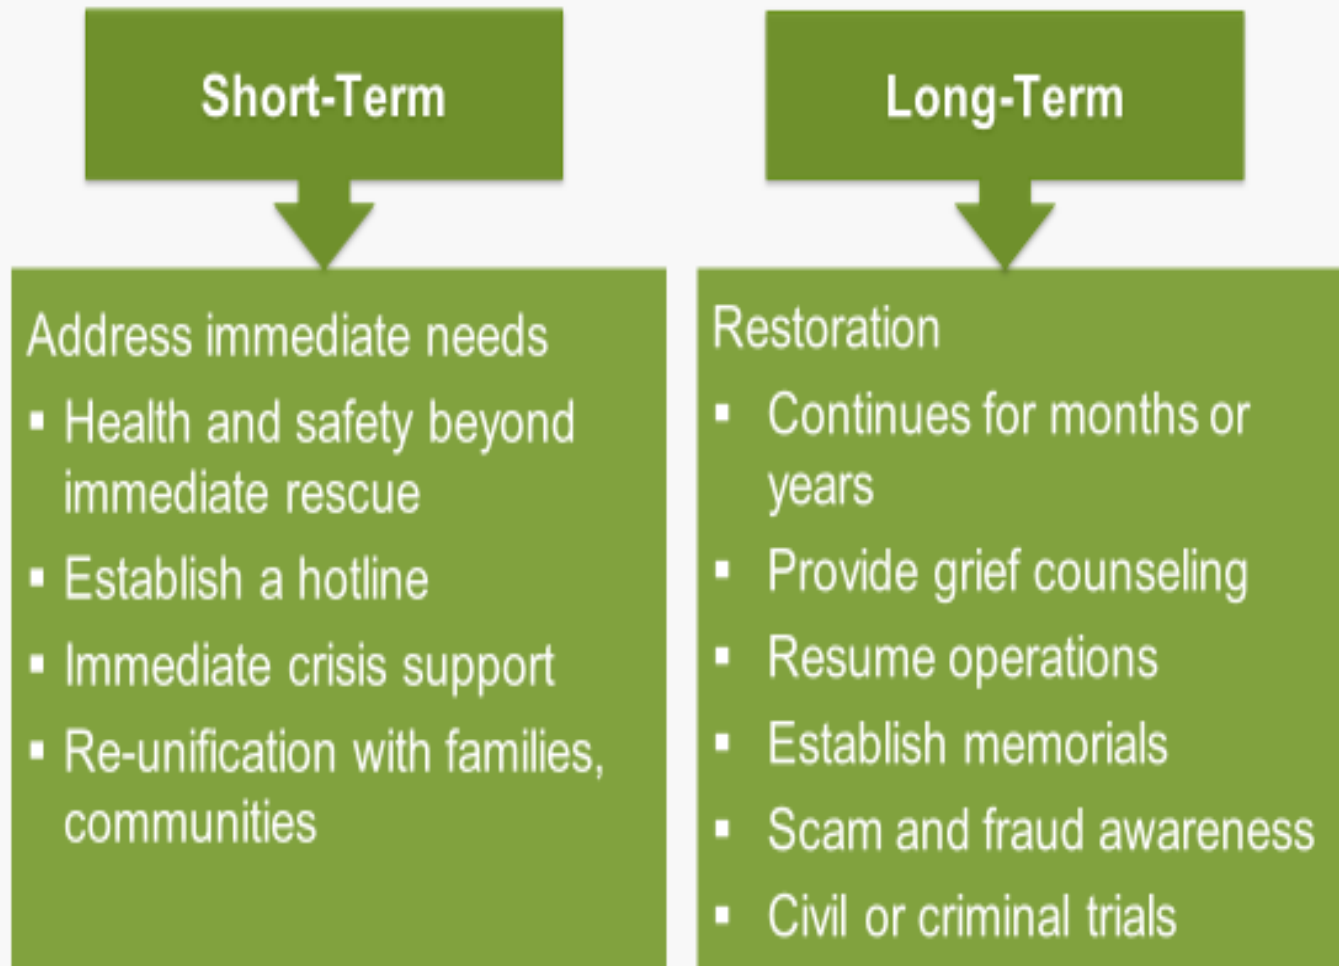 Short-Term
Address immediate needs
▪ Health and safety beyond
immediate rescue
▪ Establish a hotline
▪ Immediate crisis support
▪ Re-unification with families,
communities
Long-Term
Restoration
▪ Continues for months or
years
▪ Provide grief counseling
▪ Resume operations
▪ Establish memorials
▪ Scam and fraud awareness
▪ Civil or criminal trials